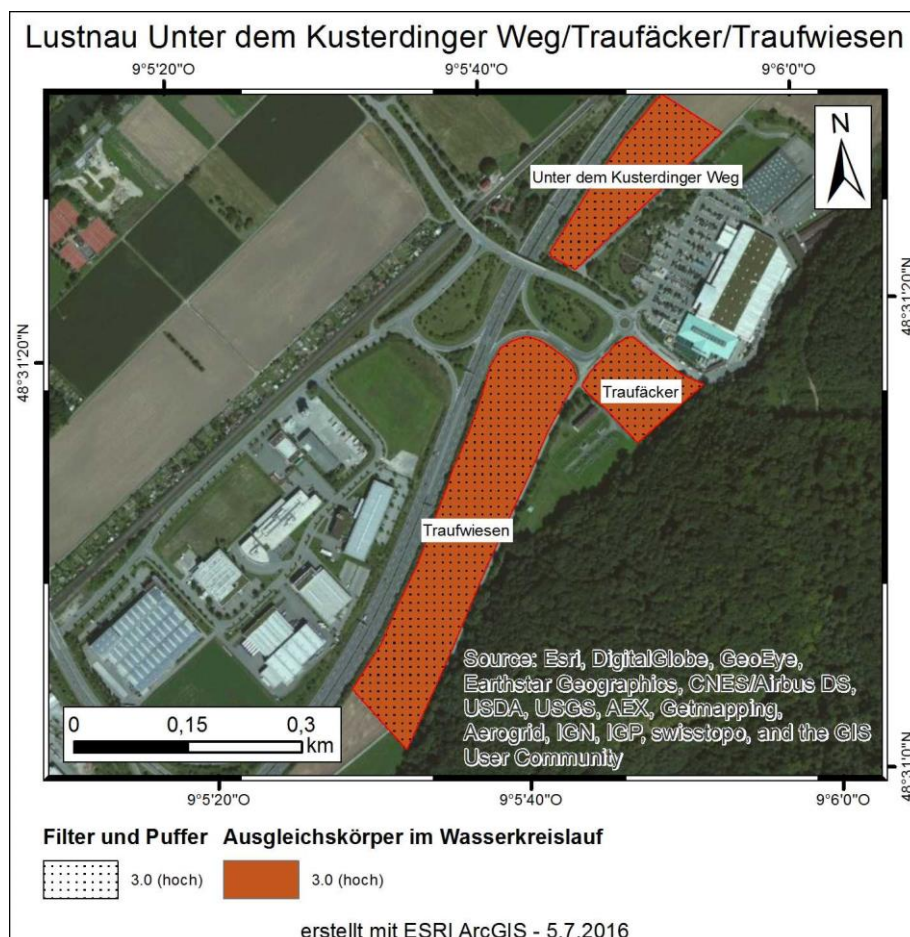 Lustnau Unter dem Kusterdinger Weg/Traufäcker/Traufwiesen
9°5'20"O
9°5'40"O
9°6'0"O
N
Unter dem Kusterdinger Weg
48°31'20"N
48°31'20"N
Traufäcker
Traufwiesen
Source: Esri, DigitalGlobe, GeoEye,
Earthstar Geographics, CNES/Airbus DS,
USDA, USGS, AEX, Getmapping,
Aerogrid, IGN, IGP, swisstopo, and the GIS
User Community
0 0,15 0,3
km
48°31'0"N
9°5'20"O
9°5'40"O
9°6'0"O
Filter und Puffer Ausgleichskörper im Wasserkreislauf
3.0 (hoch) 3.0 (hoch)
erstellt mit ESRI ArcGIS - 5.7.2016